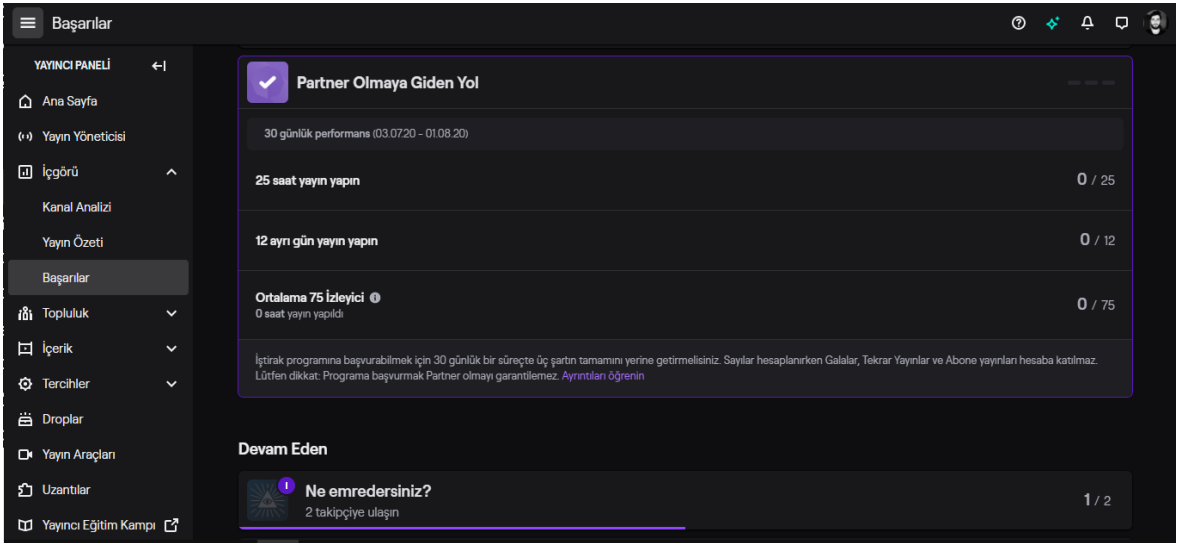 Başarılar
YAYINCI PANELİ
Ana Sayfa
Yayın Yöneticisi
İçgörü
Kanal Analizi
Yayın Özeti
Başarılar
Topluluk
İçerik
Tercihler
Droplar
Yayın Araçları
Uzantılar
Yayıncı Eğitim Kampı
Partner Olmaya Giden Yol
30 günlük performans (03.07.20 - 01.08.20)
25 saat yayın yapın 0 / 25
12 ayrı gün yayın yapın 0 / 12
Ortalama 75 İzleyici 0 / 75
0 saat yayın yapıldı
İştirak programına başvurabilmek için 30 günlük bir süreçte üç şartın tamamını yerine getirmelisiniz. Sayılar hesaplanırken Galalar, Tekrar Yayınlar ve Abone yayınları hesaba katılmaz.
Lütfen dikkat: Programa başvurmak Partner olmayı garantilemez. Ayrıntıları öğrenin
Devam Eden
I
Ne emredersiniz? 1 / 2
2 takipçiye ulaşın